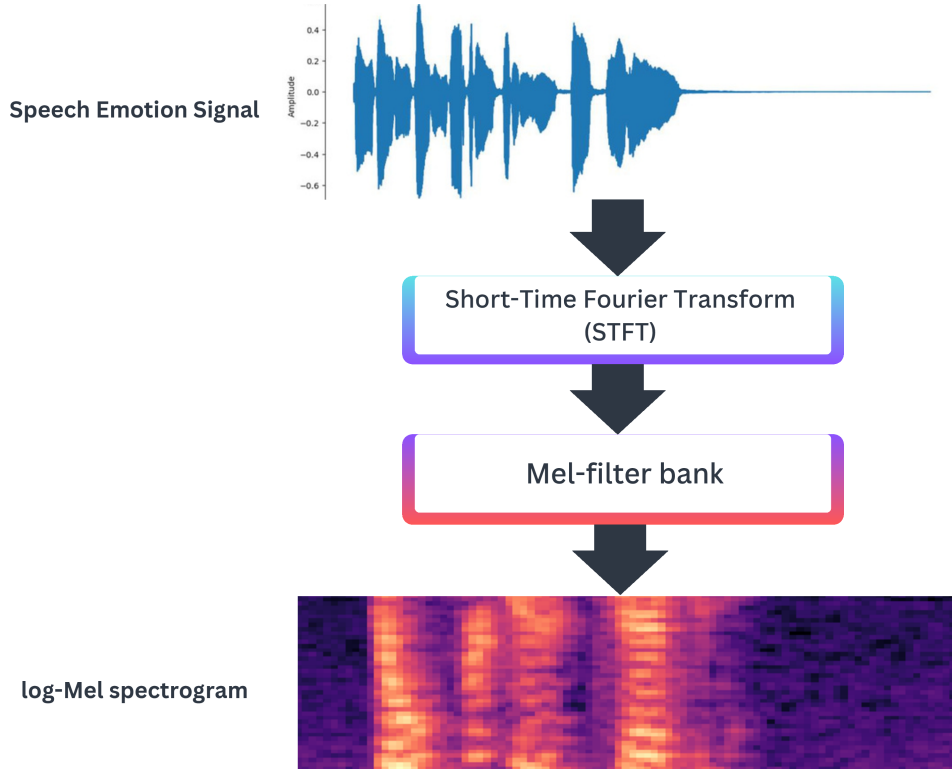 0.4
0.2
0.0
−0.2
−0.4
−0.6
Amplitude
Speech Emotion Signal
Short-Time Fourier Transform
(STFT)
Mel-filter bank
log-Mel spectrogram